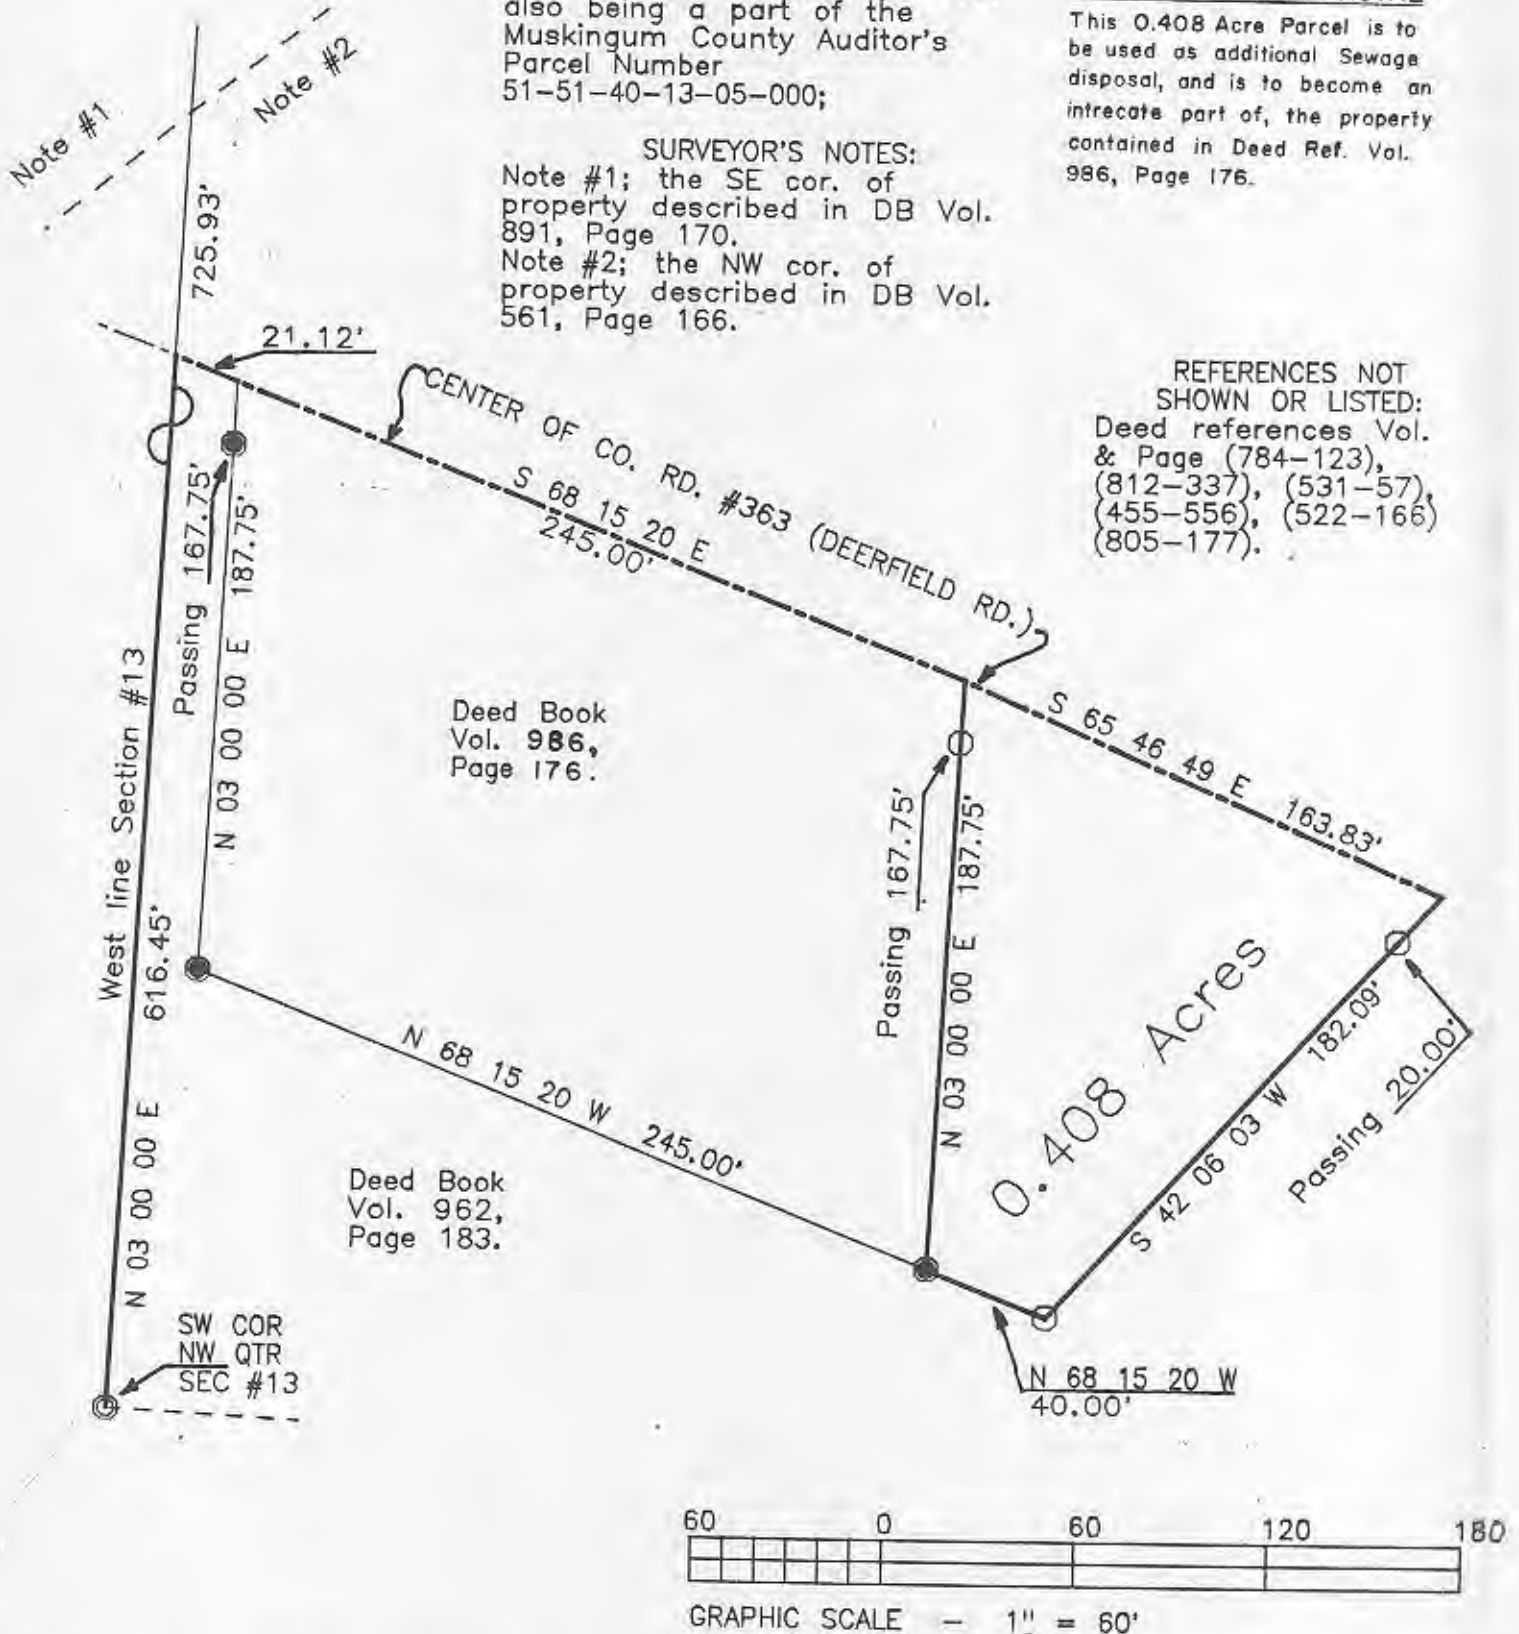 also being a part of the
Muskingum County Auditor's
Parcel Number
51-51-40-13-05-000;
This 0.408 Acre Parcel is to
be used as additional Sewage
disposal, and is to become an
intrecate part of, the property
contained in Deed Ref. Vol.
986, Page 176.
Note #1
Note #2
SURVEYOR'S NOTES:
Note #1; the SE cor. of
property described in DB Vol.
891, Page 170.
Note #2; the NW cor. of
property described in DB Vol.
561, Page 166.
725.93'
21.12'
REFERENCES NOT
SHOWN OR LISTED:
Deed references Vol.
& Page (784-123),
(812-337), (531-57),
(455-556), (522-166)
(805-177).
CENTER OF CO. RD. #363 (DEERFIELD RD.)
S 68 15 20 E
245.00'
Passing 167.75'
N 03 00 00 E 187.75'
West line Section #13
N 03 00 00 E 616.45'
Deed Book
Vol. 986,
Page 176.
S 65 46 49 E 163.83'
Passing 167.75'
N 03 00 00 E 187.75'
0.408 Acres
S 42 06 03 W 182.09'
Passing 20.00'
N 68 15 20 W 245.00'
Deed Book
Vol. 962,
Page 183.
SW COR
NW QTR
SEC #13
N 68 15 20 W
40.00'
60 0 60 120 180
GRAPHIC SCALE - 1" = 60'